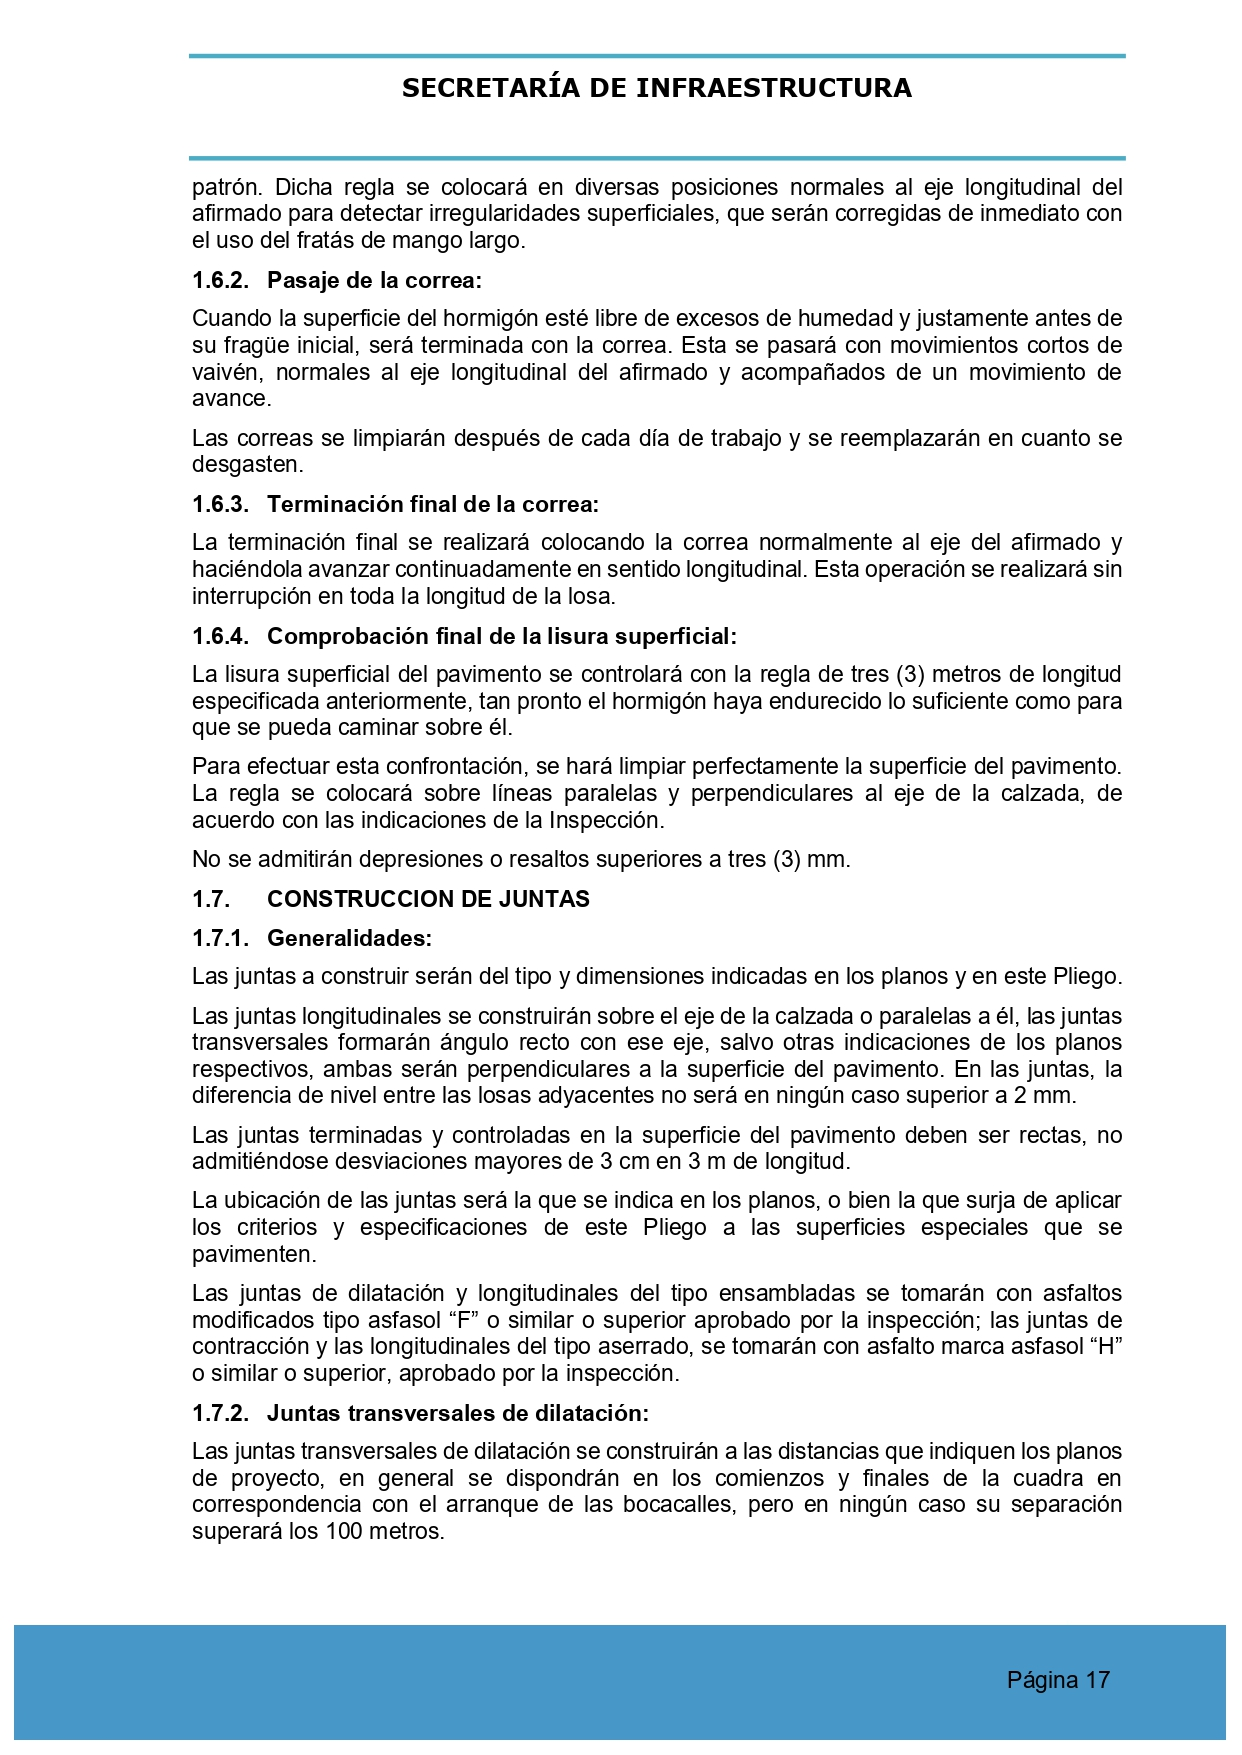 SECRETARÍA DE INFRAESTRUCTURA
patrón. Dicha regla se colocará en diversas posiciones normales al eje longitudinal del
afirmado para detectar irregularidades superficiales, que serán corregidas de inmediato con
el uso del fratás de mango largo.
1.6.2. Pasaje de la correa:
Cuando la superficie del hormigón esté libre de excesos de humedad y justamente antes de
su fragüe inicial, será terminada con la correa. Esta se pasará con movimientos cortos de
vaivén, normales al eje longitudinal del afirmado y acompañados de un movimiento de
avance.
Las correas se limpiarán después de cada día de trabajo y se reemplazarán en cuanto se
desgasten.
1.6.3. Terminación final de la correa:
La terminación final se realizará colocando la correa normalmente al eje del afirmado y
haciéndola avanzar continuadamente en sentido longitudinal. Esta operación se realizará sin
interrupción en toda la longitud de la losa.
1.6.4. Comprobación final de la lisura superficial:
La lisura superficial del pavimento se controlará con la regla de tres (3) metros de longitud
especificada anteriormente, tan pronto el hormigón haya endurecido lo suficiente como para
que se pueda caminar sobre él.
Para efectuar esta confrontación, se hará limpiar perfectamente la superficie del pavimento.
La regla se colocará sobre líneas paralelas y perpendiculares al eje de la calzada, de
acuerdo con las indicaciones de la Inspección.
No se admitirán depresiones o resaltos superiores a tres (3) mm.
1.7. CONSTRUCCION DE JUNTAS
1.7.1. Generalidades:
Las juntas a construir serán del tipo y dimensiones indicadas en los planos y en este Pliego.
Las juntas longitudinales se construirán sobre el eje de la calzada o paralelas a él, las juntas
transversales formarán ángulo recto con ese eje, salvo otras indicaciones de los planos
respectivos, ambas serán perpendiculares a la superficie del pavimento. En las juntas, la
diferencia de nivel entre las losas adyacentes no será en ningún caso superior a 2 mm.
Las juntas terminadas y controladas en la superficie del pavimento deben ser rectas, no
admitiéndose desviaciones mayores de 3 cm en 3 m de longitud.
La ubicación de las juntas será la que se indica en los planos, o bien la que surja de aplicar
los criterios y especificaciones de este Pliego a las superficies especiales que se
pavimenten.
Las juntas de dilatación y longitudinales del tipo ensambladas se tomarán con asfaltos
modificados tipo asfasol “F” o similar o superior aprobado por la inspección; las juntas de
contracción y las longitudinales del tipo aserrado, se tomarán con asfalto marca asfasol “H”
o similar o superior, aprobado por la inspección.
1.7.2. Juntas transversales de dilatación:
Las juntas transversales de dilatación se construirán a las distancias que indiquen los planos
de proyecto, en general se dispondrán en los comienzos y finales de la cuadra en
correspondencia con el arranque de las bocacalles, pero en ningún caso su separación
superará los 100 metros.
Página 17